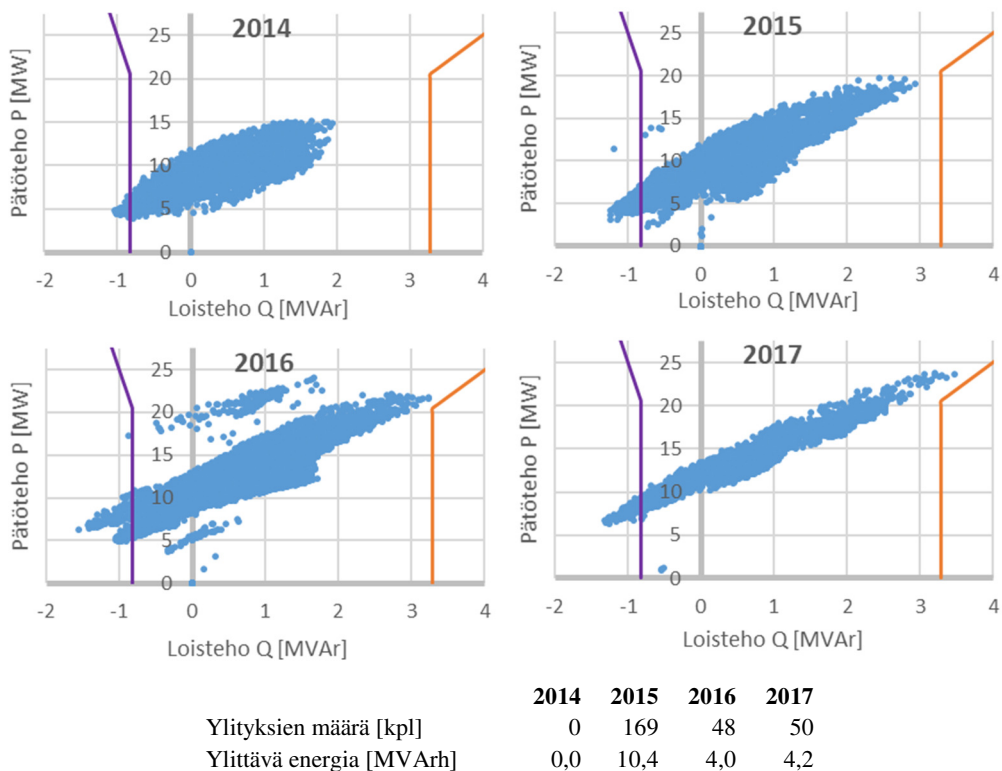 2014
Pätöteho P [MW]
25
20
15
10
5
0
-2 -1 0 1 2 3 4
Loisteho Q [MVAr]
2015
Pätöteho P [MW]
25
20
15
10
5
0
-2 -1 0 1 2 3 4
Loisteho Q [MVAr]
2016
Pätöteho P [MW]
25
20
15
10
5
0
-2 -1 0 1 2 3 4
Loisteho Q [MVAr]
2017
Pätöteho P [MW]
25
20
15
10
5
0
-2 -1 0 1 2 3 4
Loisteho Q [MVAr]
2014 2015 2016 2017
Ylityksien määrä [kpl] 0 169 48 50
Ylittävä energia [MVArh] 0,0 10,4 4,0 4,2